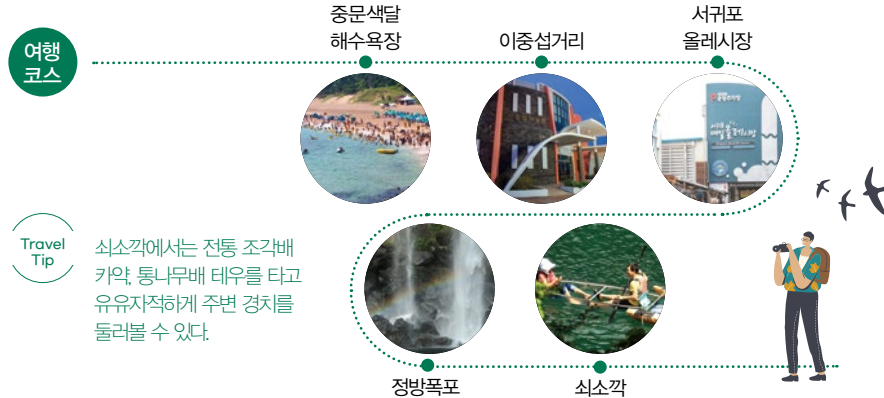 여행
코스
중문색달
해수욕장
이중섭거리
서귀포
올레시장
Travel
Tip
쇠소깍에서는 전통 조각배
카약, 통나무배 테우를 타고
유유자적하게 주변 경치를
둘러볼 수 있다.
정방폭포
쇠소깍